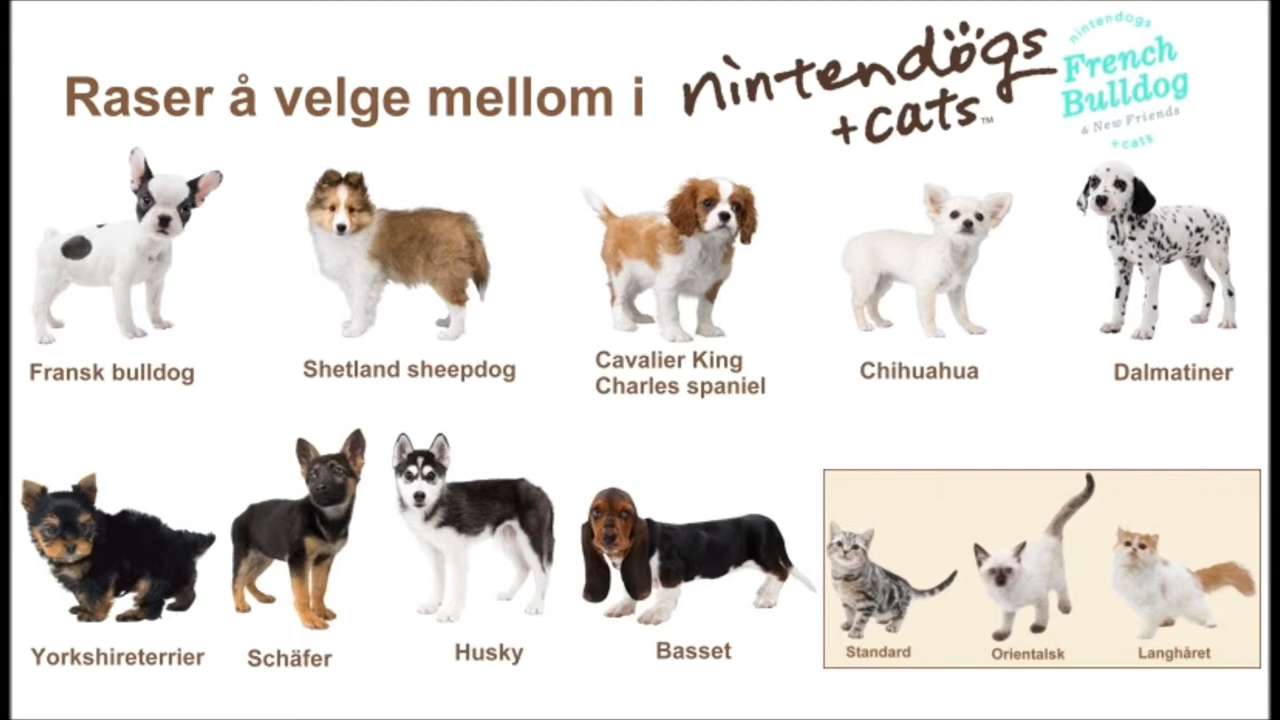 Raser å velge mellom i
nintendogs
+cats™
nintendogs
French
Bulldog
& New Friends
+cats
Fransk bulldog
Shetland sheepdog
Cavalier King
Charles spaniel
Chihuahua
Dalmatiner
Yorkshireterrier
Schäfer
Husky
Basset
Standard
Orientalsk
Langhåret